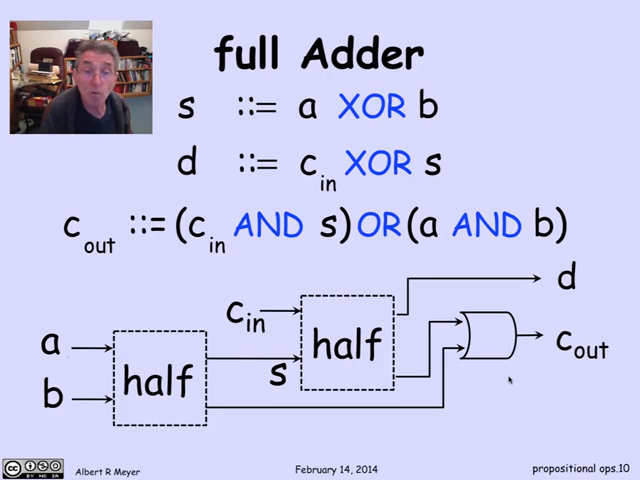 full Adder
s ::= a XOR b
d ::= c in XOR s
c out ::= (c in AND s) OR (a AND b)
d
c in
half
c out
a
half
s
b
Albert R Meyer
February 14, 2014
propositional ops.10